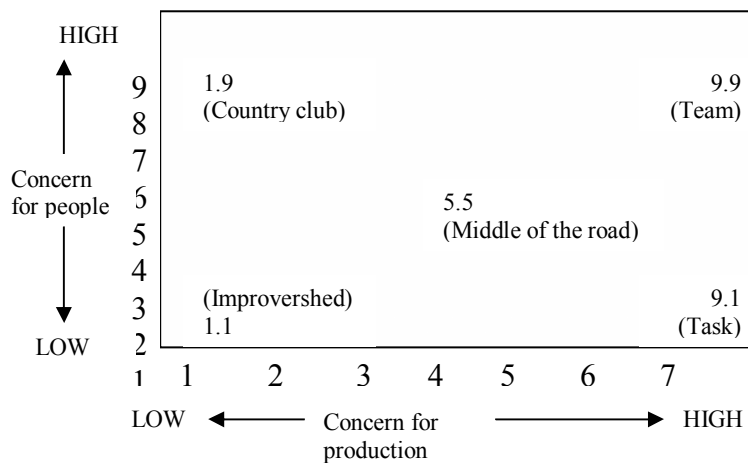 HIGH
9
8
7
6
5
4
3
2
1
Concern
for people
LOW
1.9
(Country club)
9.9
(Team)
5.5
(Middle of the road)
(Improvershed)
1.1
9.1
(Task)
1 2 3 4 5 6 7
LOW
Concern for
production
HIGH